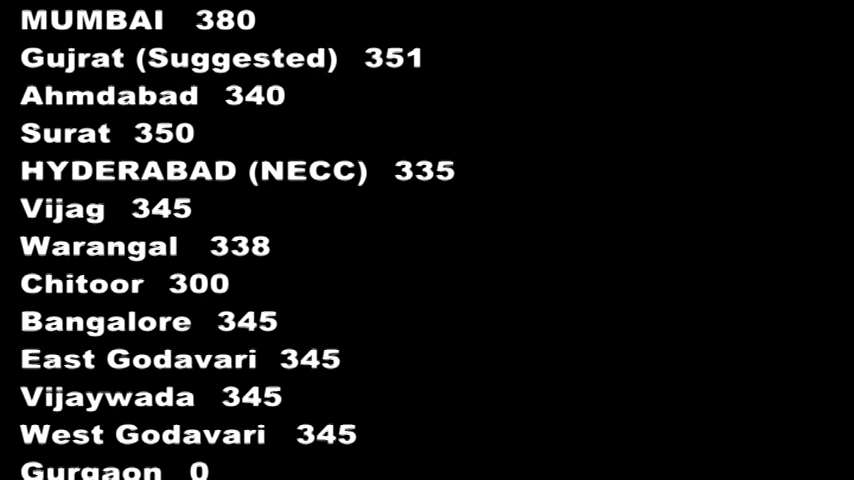 MUMBAI 380
Gujrat (Suggested) 351
Ahmdabad 340
Surat 350
HYDERABAD (NECC) 335
Vijag 345
Warangal 338
Chitoor 300
Bangalore 345
East Godavari 345
Vijaywada 345
West Godavari 345
Gurgaon 0